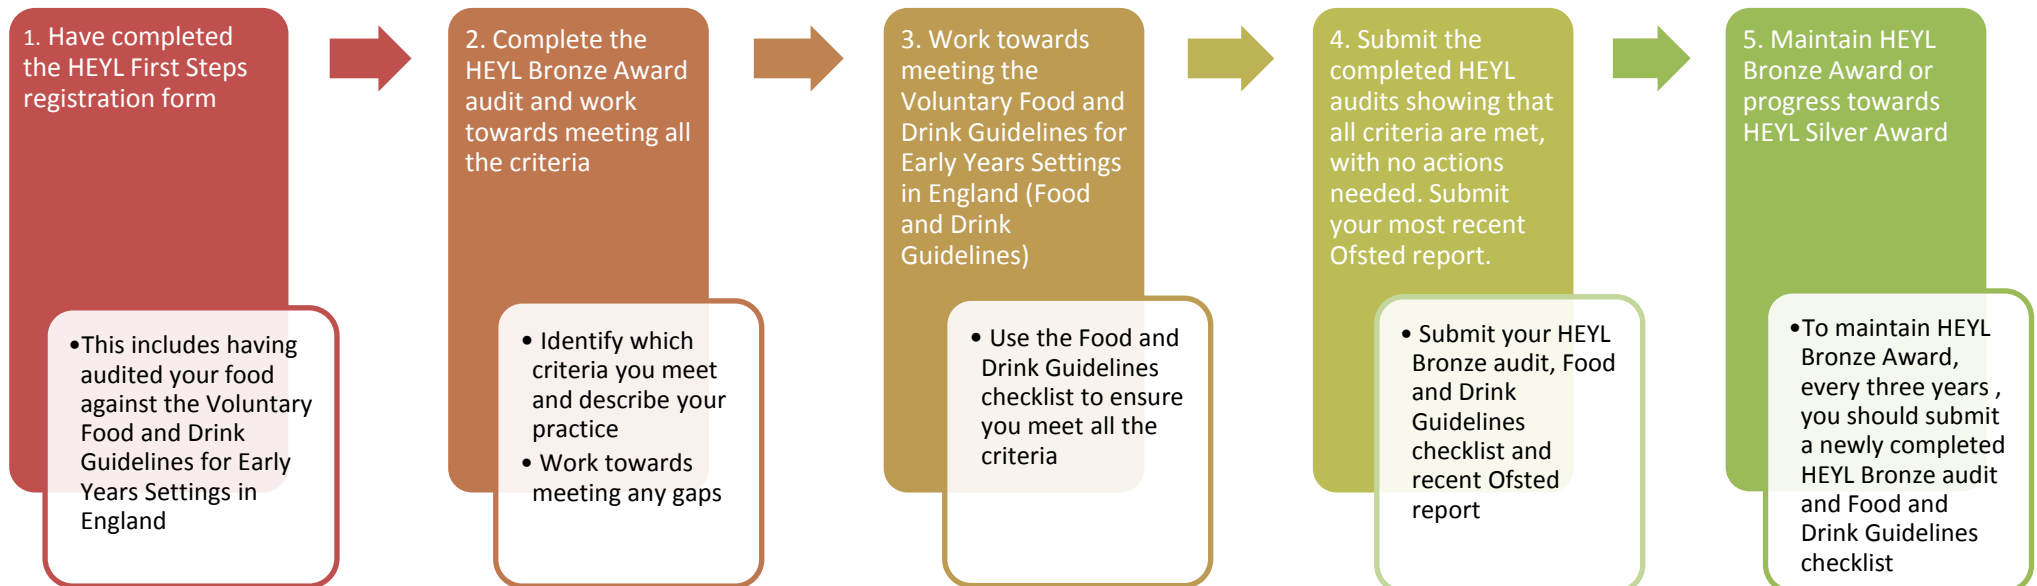 1. Have completed
the HEYL First Steps
registration form
•This includes having
audited your food
against the Voluntary
Food and Drink
Guidelines for Early
Years Settings in
England
2. Complete the
HEYL Bronze Award
audit and work
towards meeting all
the criteria
• Identify which
criteria you meet
and describe your
practice
• Work towards
meeting any gaps
3. Work towards
meeting the
Voluntary Food and
Drink Guidelines for
Early Years Settings
in England (Food
and Drink
Guidelines)
• Use the Food and
Drink Guidelines
checklist to ensure
you meet all the
criteria
4. Submit the
completed HEYL
audits showing that
all criteria are met,
with no actions
needed. Submit
your most recent
Ofsted report.
• Submit your HEYL
Bronze audit, Food
and Drink
Guidelines
checklist and
recent Ofsted
report
5. Maintain HEYL
Bronze Award or
progress towards
HEYL Silver Award
•To maintain HEYL
Bronze Award,
every three years ,
you should submit
a newly completed
HEYL Bronze audit
and Food and
Drink Guidelines
checklist